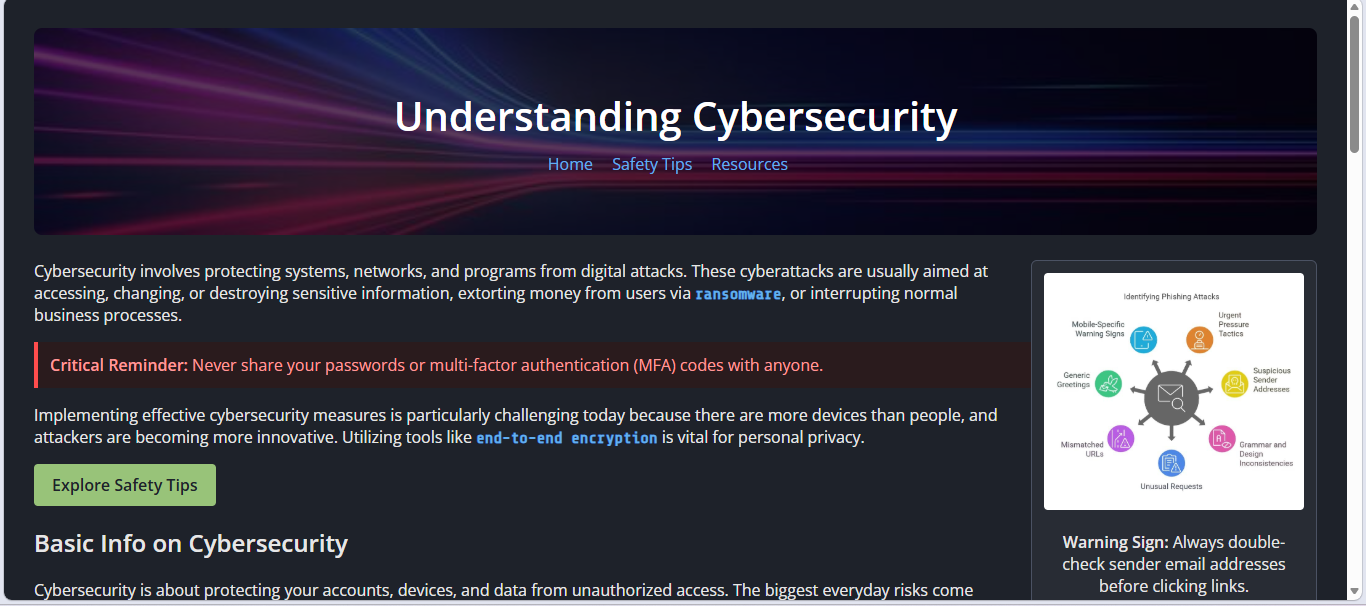 Understanding Cybersecurity
Home Safety Tips Resources
Cybersecurity involves protecting systems, networks, and programs from digital attacks. These cyberattacks are usually aimed at
accessing, changing, or destroying sensitive information, extorting money from users via ransomware, or interrupting normal
business processes.
Critical Reminder: Never share your passwords or multi-factor authentication (MFA) codes with anyone.
Implementing effective cybersecurity measures is particularly challenging today because there are more devices than people, and
attackers are becoming more innovative. Utilizing tools like end-to-end encryption is vital for personal privacy.
Explore Safety Tips
Basic Info on Cybersecurity
Cybersecurity is about protecting your accounts, devices, and data from unauthorized access. The biggest everyday risks come
Identifying Phishing Attacks
Mobile-Specific
Warning Signs
Urgent
Pressure
Tactics
Generic
Greetings
Suspicious
Sender
Addresses
Mismatched
URLs
Grammar and
Design
Inconsistencies
Unusual Requests
Warning Sign: Always double-
check sender email addresses
before clicking links.